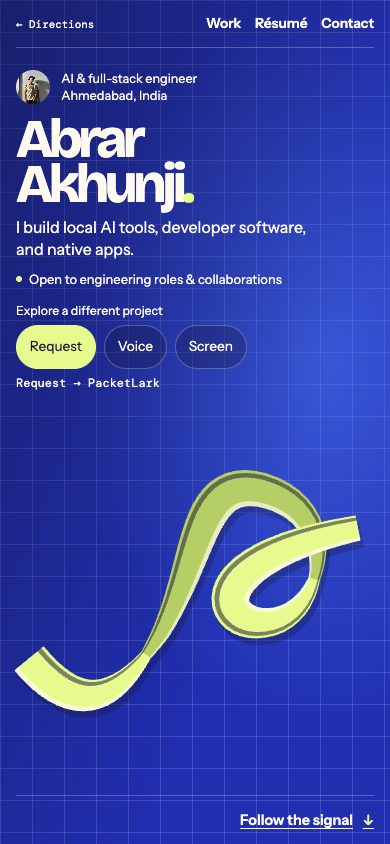 ← Directions
Work Résumé Contact
AI & full-stack engineer
Ahmedabad, India
Abrar
Akhunji.
I build local AI tools, developer software,
and native apps.
Open to engineering roles & collaborations
Explore a different project
Request Voice Screen
Request → PacketLark
Follow the signal ↓